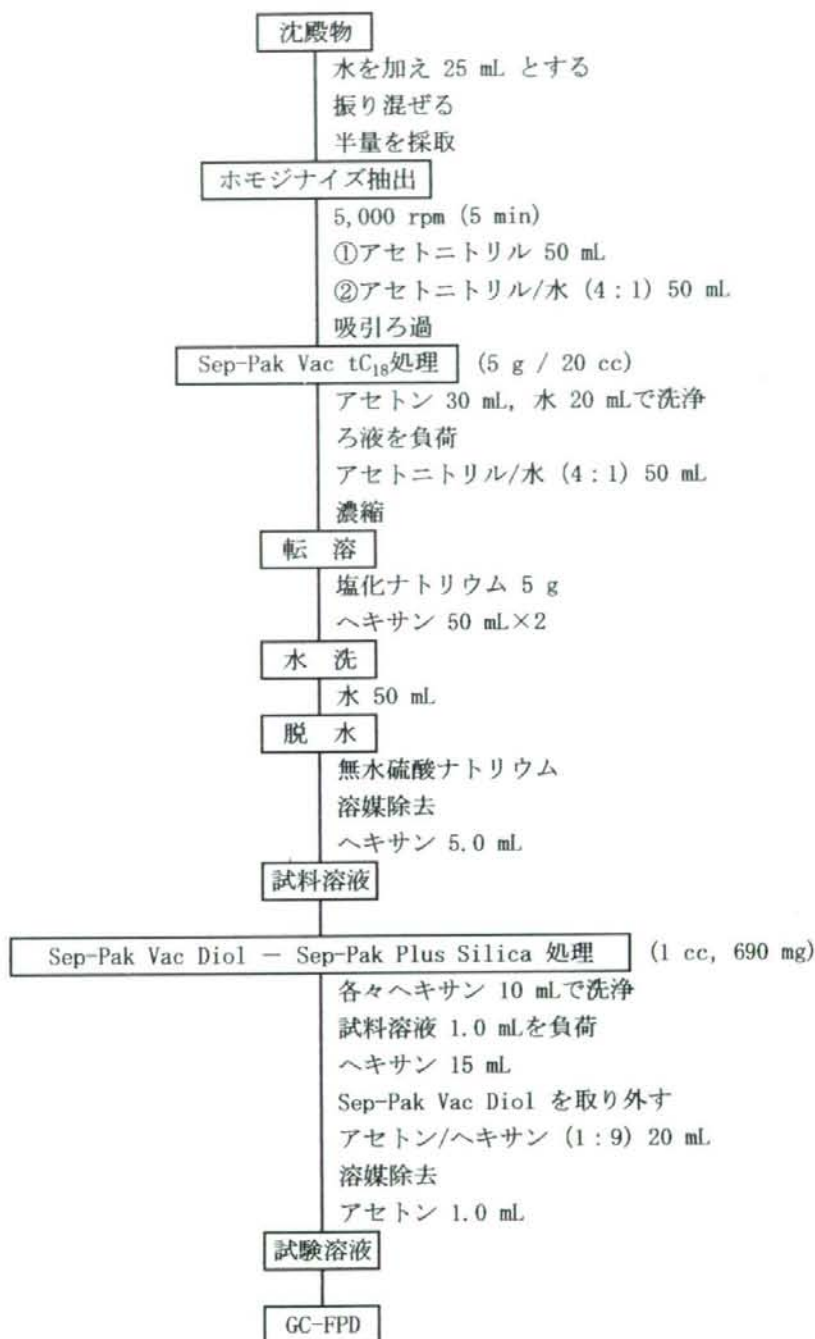 沈殿物
水を加え 25 mL とする
振り混ぜる
半量を採取
ホモジナイズ抽出
5,000 rpm (5 min)
①アセトニトリル 50 mL
②アセトニトリル/水 (4:1) 50 mL
吸引ろ過
Sep-Pak Vac tC₁₈処理 (5 g / 20 cc)
アセトン 30 mL, 水 20 mLで洗浄
ろ液を負荷
アセトニトリル/水 (4:1) 50 mL
濃縮
転 溶
塩化ナトリウム 5 g
ヘキサン 50 mL×2
水 洗
水 50 mL
脱 水
無水硫酸ナトリウム
溶媒除去
ヘキサン 5.0 mL
試料溶液
Sep-Pak Vac Diol － Sep-Pak Plus Silica 処理 (1 cc, 690 mg)
各々ヘキサン 10 mLで洗浄
試料溶液 1.0 mLを負荷
ヘキサン 15 mL
Sep-Pak Vac Diol を取り外す
アセトン/ヘキサン (1:9) 20 mL
溶媒除去
アセトン 1.0 mL
試験溶液
GC-FPD